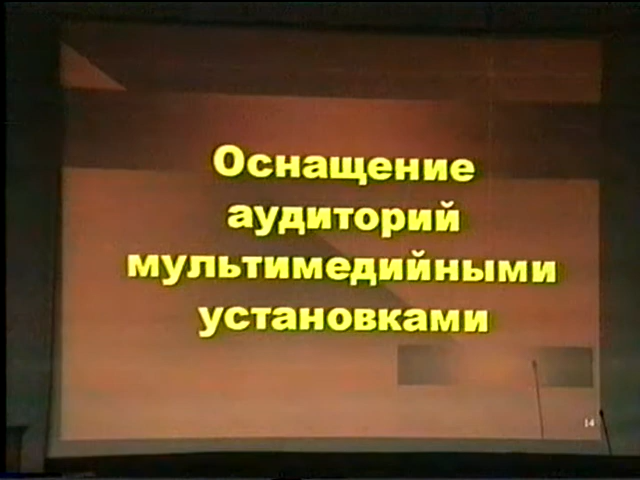 Оснащение
аудиторий
мультимедийными
установками
14